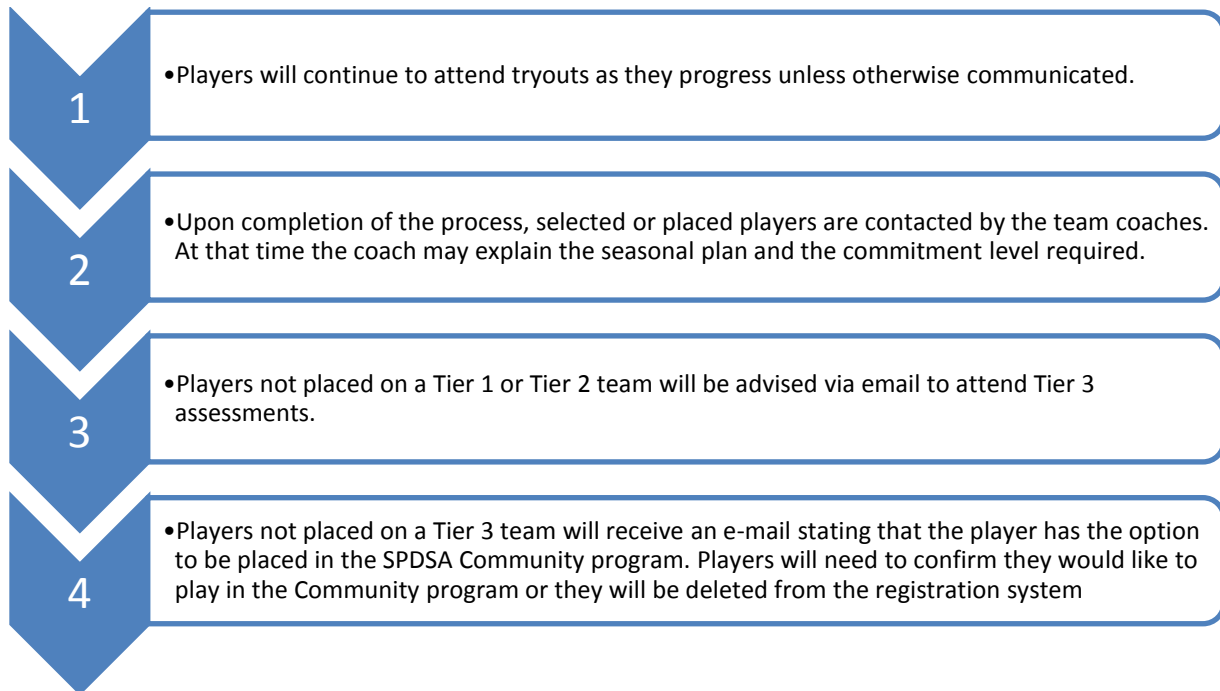 1
•Players will continue to attend tryouts as they progress unless otherwise communicated.
2
•Upon completion of the process, selected or placed players are contacted by the team coaches.
At that time the coach may explain the seasonal plan and the commitment level required.
3
•Players not placed on a Tier 1 or Tier 2 team will be advised via email to attend Tier 3
assessments.
4
•Players not placed on a Tier 3 team will receive an e-mail stating that the player has the option
to be placed in the SPDSA Community program. Players will need to confirm they would like to
play in the Community program or they will be deleted from the registration system